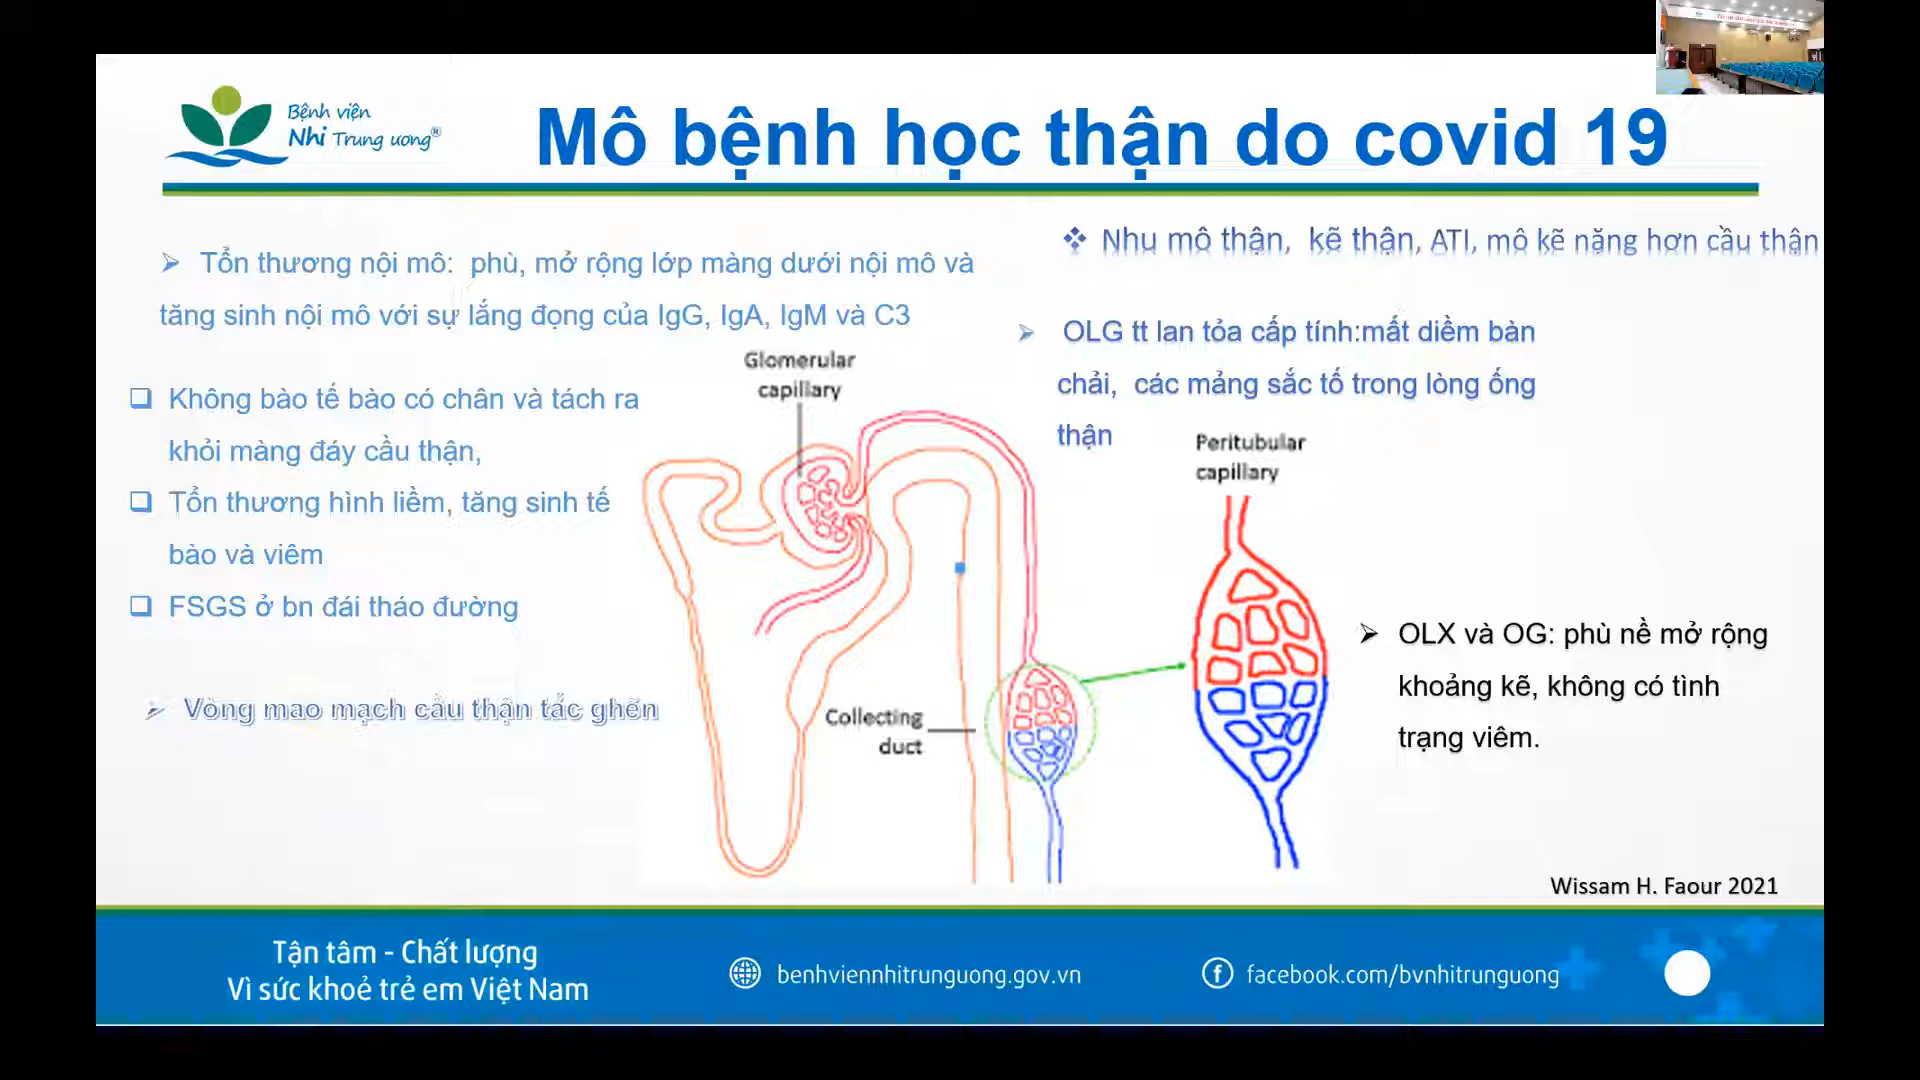 Bệnh viện
Nhi Trung ương®
Mô bệnh học thận do covid 19
➢ Tổn thương nội mô: phù, mở rộng lớp màng dưới nội mô và
tăng sinh nội mô với sự lắng đọng của IgG, IgA, IgM và C3
❑ Không bào tế bào có chân và tách ra
khỏi màng đáy cầu thận,
❑ Tổn thương hình liềm, tăng sinh tế
bào và viêm
❑ FSGS ở bn đái tháo đường
➢ Vòng mao mạch cầu thận tắc ghẽn
❖ Nhu mô thận, kẽ thận, ATI, mô kẽ nặng hơn cầu thận
➢ OLG tt lan tỏa cấp tính:mất diềm bàn
chải, các mảng sắc tố trong lòng ống
thận
Glomerular
capillary
Collecting
duct
Peritubular
capillary
➢ OLX và OG: phù nề mở rộng
khoảng kẽ, không có tình
trạng viêm.
Wissam H. Faour 2021
Tận tâm - Chất lượng
Vì sức khoẻ trẻ em Việt Nam
benhviennhitrunguong.gov.vn
facebook.com/bvnhitrunguong